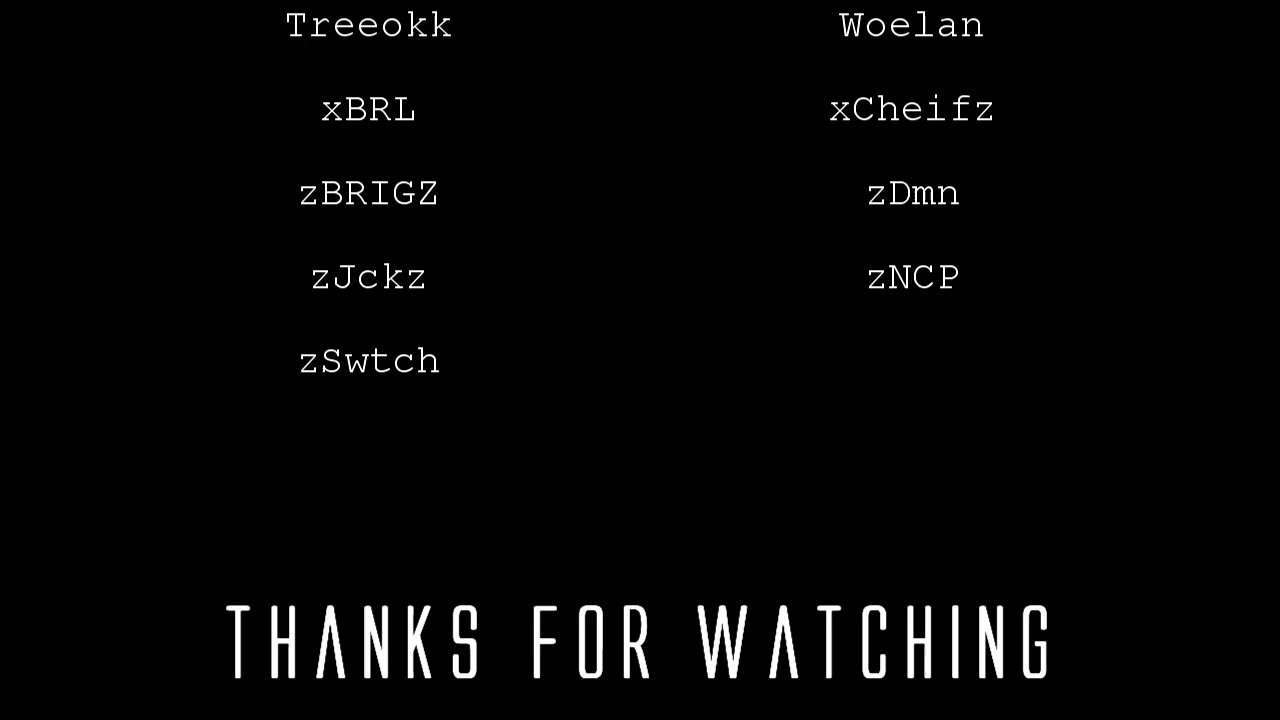 Treeokk Woelan
xBRL xCheifz
zBRIGZ zDmn
zJckz zNCP
zSwtch
THANKS FOR WATCHING